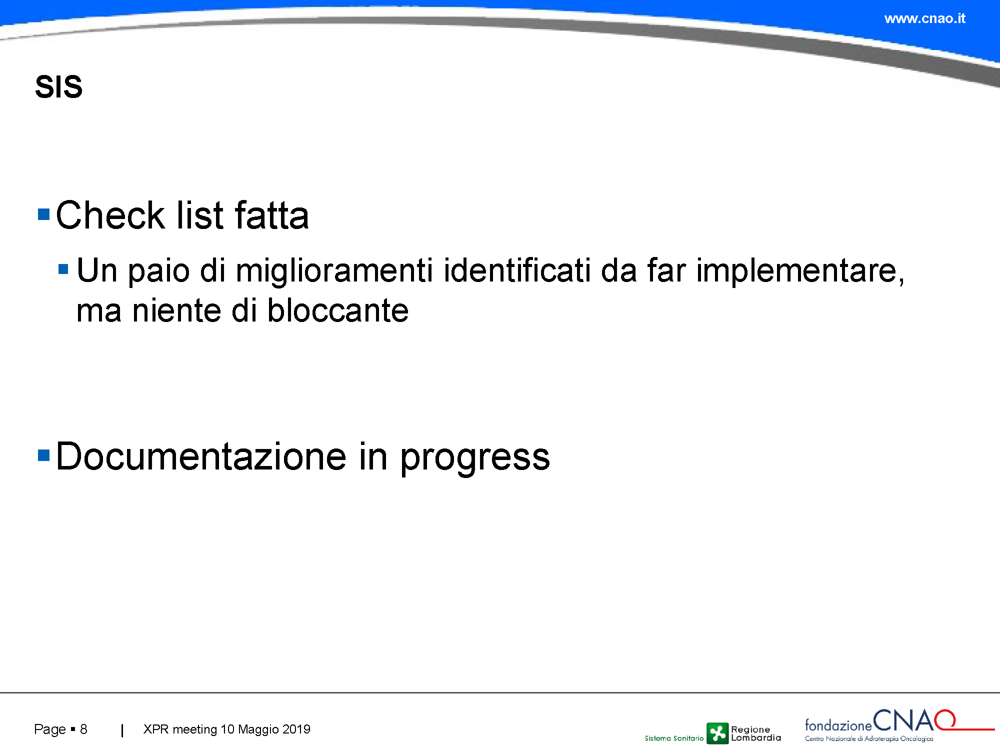 www.cnao.it
SIS
▪Check list fatta
▪Un paio di miglioramenti identificati da far implementare,
ma niente di bloccante
▪Documentazione in progress
Page ▪ 8 | XPR meeting 10 Maggio 2019
Sistema Sanitario Regione
Lombardia
fondazione CNAO
Centro Nazionale di Adroterapia Oncologica